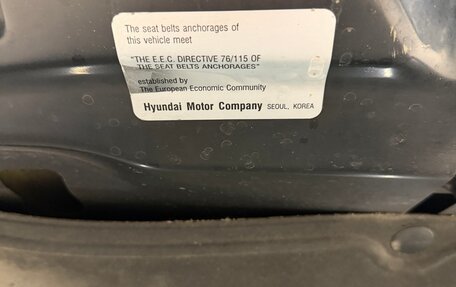 The seat belts anchorages of
this vehicle meet
"THE E.E.C. DIRECTIVE 76/115 OF
THE SEAT BELTS ANCHORAGES"
established by
The European Economic Community
Hyundai Motor Company SEOUL, KOREA